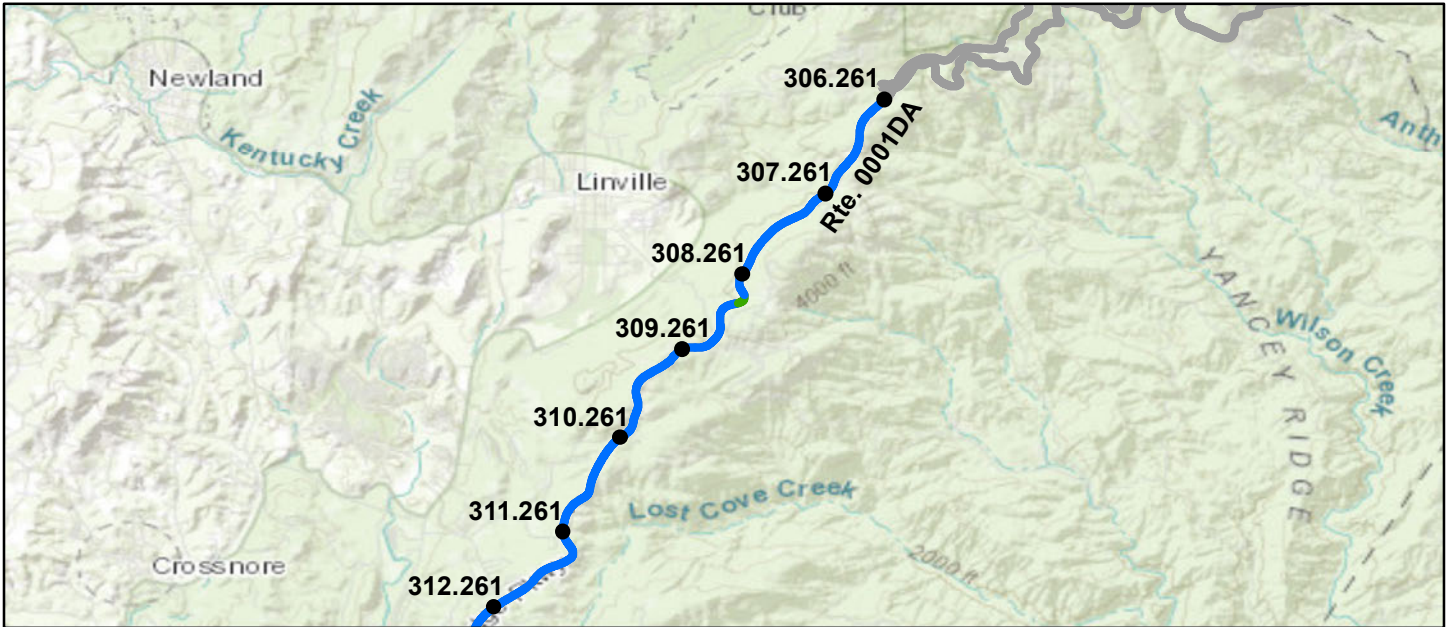 Club
306.261
Newland
Kentucky Creek
Anth
Rte. 0001DA
307.261
Linville
308.261
4000 ft
YANCEY RIDGE
Wilson Creek
309.261
310.261
311.261
Lost Cove Creek
Crossnore
2000 ft
312.261